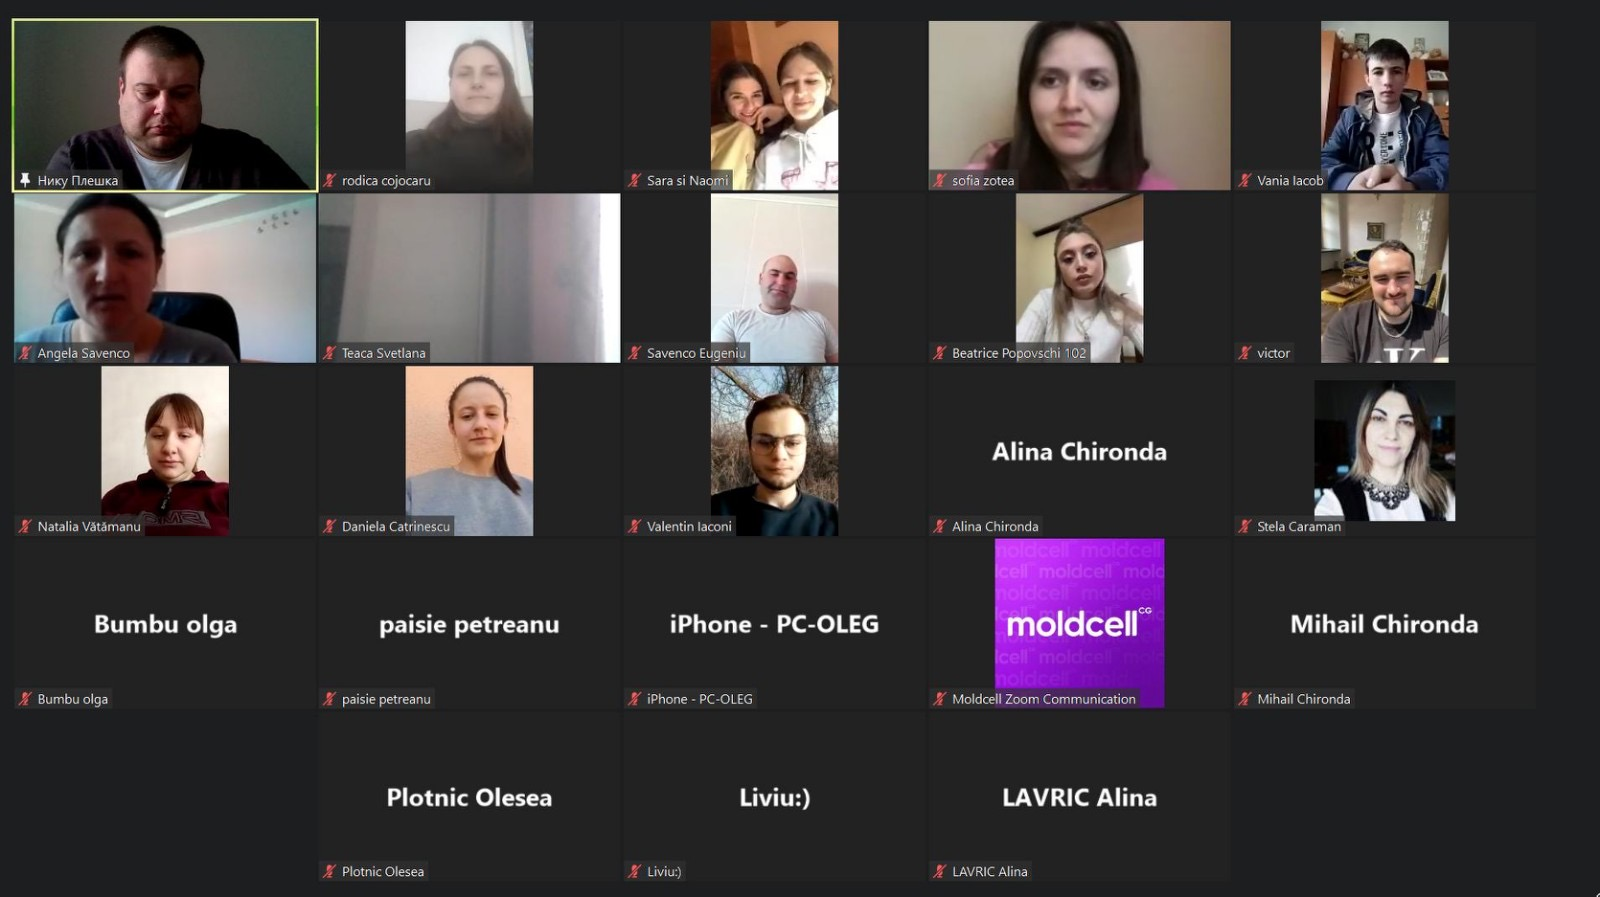 Нику Плешка
rodica cojocaru
Sara si Naomi
sofia zotea
Vania Iacob
Angela Savenco
Teaca Svetlana
Savenco Eugeniu
Beatrice Popovschi 102
victor
Natalia Vătămanu
Daniela Catrinescu
Valentin Iaconi
Alina Chironda
Alina Chironda
Stela Caraman
Bumbu olga
Bumbu olga
paisie petreanu
paisie petreanu
iPhone - PC-OLEG
iPhone - PC-OLEG
moldcell CG
Moldcell Zoom Communication
Mihail Chironda
Mihail Chironda
Plotnic Olesea
Plotnic Olesea
Liviu:)
Liviu:)
LAVRIC Alina
LAVRIC Alina